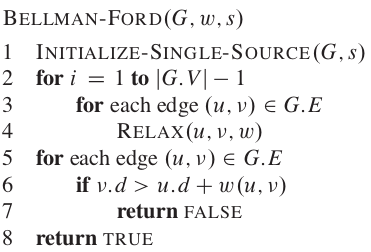 BELLMAN-FORD(G, w, s)
1 INITIALIZE-SINGLE-SOURCE(G, s)
2 for i = 1 to |G.V| − 1
3 for each edge (u, v) ∈ G.E
4 RELAX(u, v, w)
5 for each edge (u, v) ∈ G.E
6 if v.d > u.d + w(u, v)
7 return FALSE
8 return TRUE